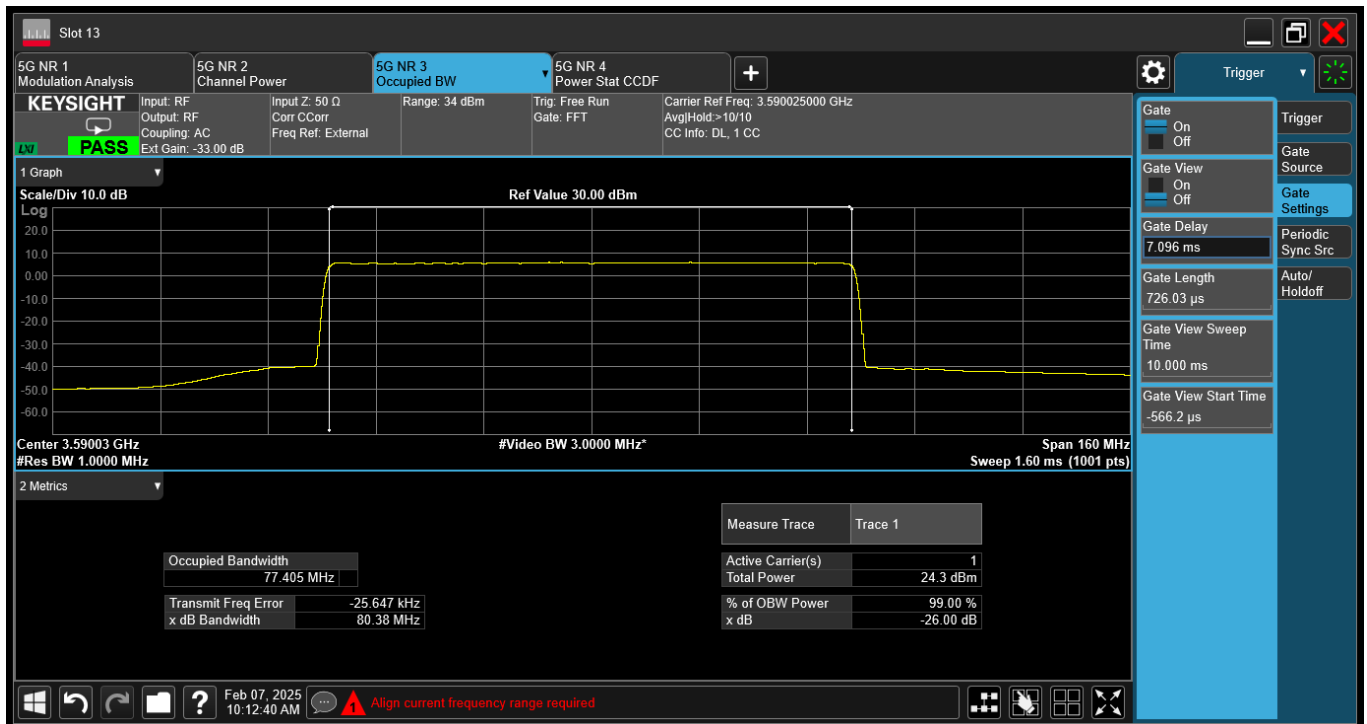 Slot 13
5G NR 1
Modulation Analysis
5G NR 2
Channel Power
5G NR 3
Occupied BW
5G NR 4
Power Stat CCDF
Trigger
KEYSIGHT
LXI
PASS
Input: RF
Output: RF
Coupling: AC
Ext Gain: -33.00 dB
Input Z: 50 Ω
Corr CCorr
Freq Ref: External
Range: 34 dBm
Trig: Free Run
Gate: FFT
Carrier Ref Freq: 3.590025000 GHz
Avg|Hold:>10/10
CC Info: DL, 1 CC
1 Graph
Scale/Div 10.0 dB
Ref Value 30.00 dBm
Log
20.0
10.0
0.00
-10.0
-20.0
-30.0
-40.0
-50.0
-60.0
Center 3.59003 GHz
#Video BW 3.0000 MHz*
Span 160 MHz
#Res BW 1.0000 MHz
Sweep 1.60 ms (1001 pts)
2 Metrics
Measure Trace Trace 1
Occupied Bandwidth
77.405 MHz
Transmit Freq Error -25.647 kHz
x dB Bandwidth 80.38 MHz
Active Carrier(s) 1
Total Power 24.3 dBm
% of OBW Power 99.00 %
x dB -26.00 dB
Gate
On
Off
Gate View
On
Off
Gate Delay
7.096 ms
Gate Length
726.03 µs
Gate View Sweep
Time
10.000 ms
Gate View Start Time
-566.2 µs
Trigger
Gate
Source
Gate
Settings
Periodic
Sync Src
Auto/
Holdoff
?
Feb 07, 2025
10:12:40 AM
1
Align current frequency range required